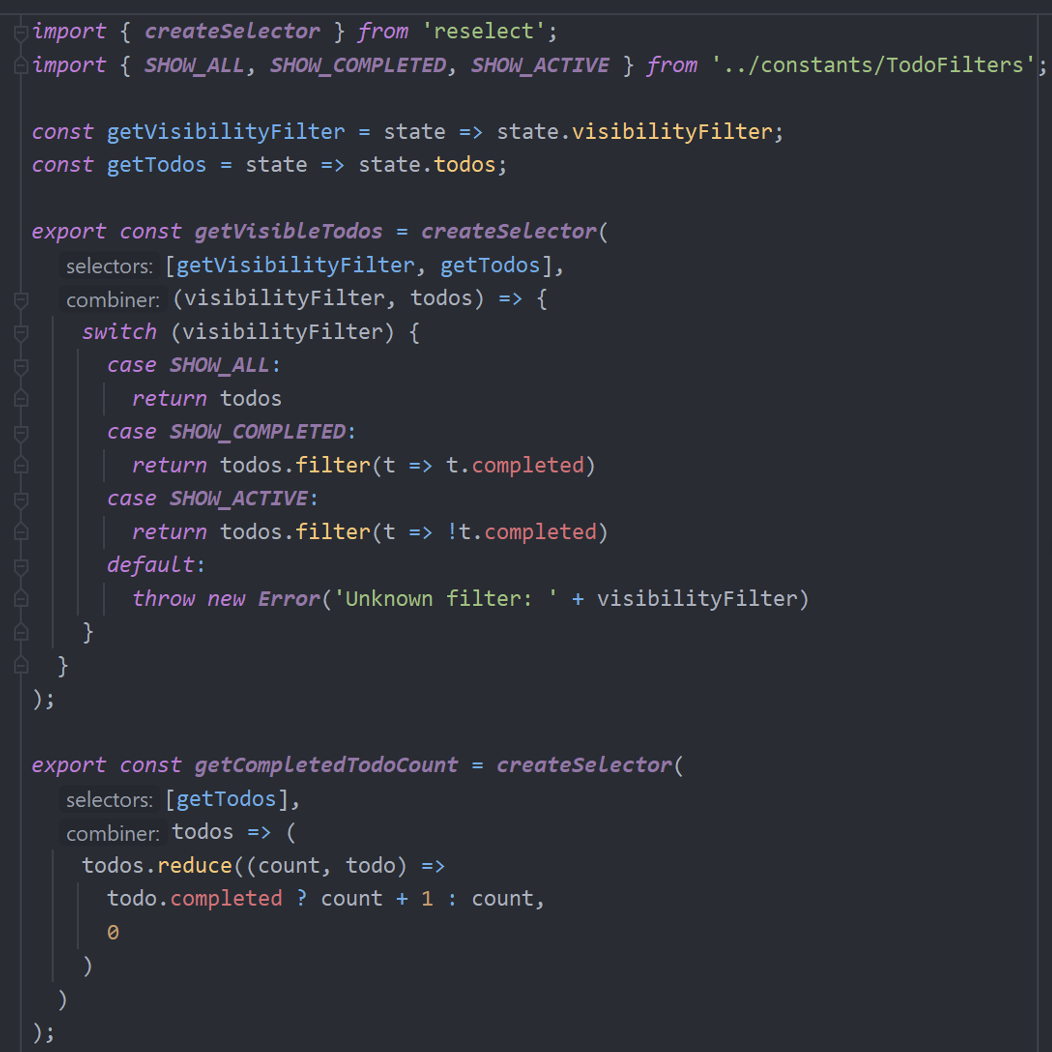 import { createSelector } from 'reselect';
import { SHOW_ALL, SHOW_COMPLETED, SHOW_ACTIVE } from '../constants/TodoFilters';
const getVisibilityFilter = state => state.visibilityFilter;
const getTodos = state => state.todos;
export const getVisibleTodos = createSelector(
selectors: [getVisibilityFilter, getTodos],
combiner: (visibilityFilter, todos) => {
switch (visibilityFilter) {
case SHOW_ALL:
return todos
case SHOW_COMPLETED:
return todos.filter(t => t.completed)
case SHOW_ACTIVE:
return todos.filter(t => !t.completed)
default:
throw new Error('Unknown filter: ' + visibilityFilter)
}
}
);
export const getCompletedTodoCount = createSelector(
selectors: [getTodos],
combiner: todos => (
todos.reduce((count, todo) =>
todo.completed ? count + 1 : count,
0
)
)
);